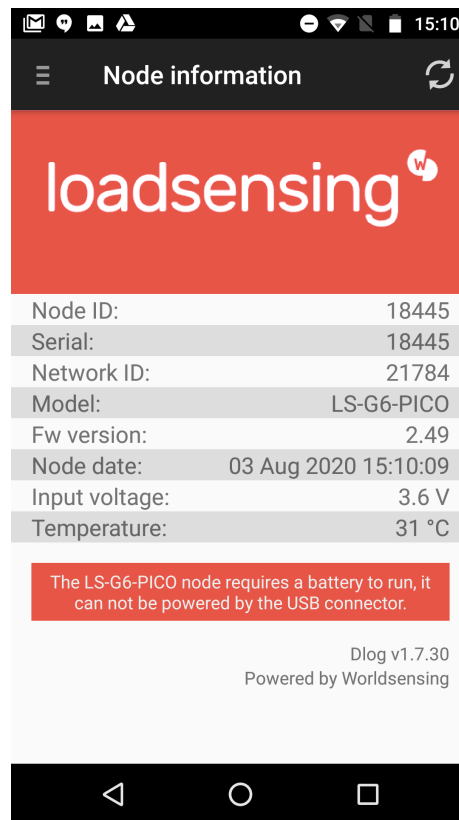 15:10
Node information
loadsensing W
Node ID: 18445
Serial: 18445
Network ID: 21784
Model: LS-G6-PICO
Fw version: 2.49
Node date: 03 Aug 2020 15:10:09
Input voltage: 3.6 V
Temperature: 31 °C
The LS-G6-PICO node requires a battery to run, it
can not be powered by the USB connector.
Dlog v1.7.30
Powered by Worldsensing